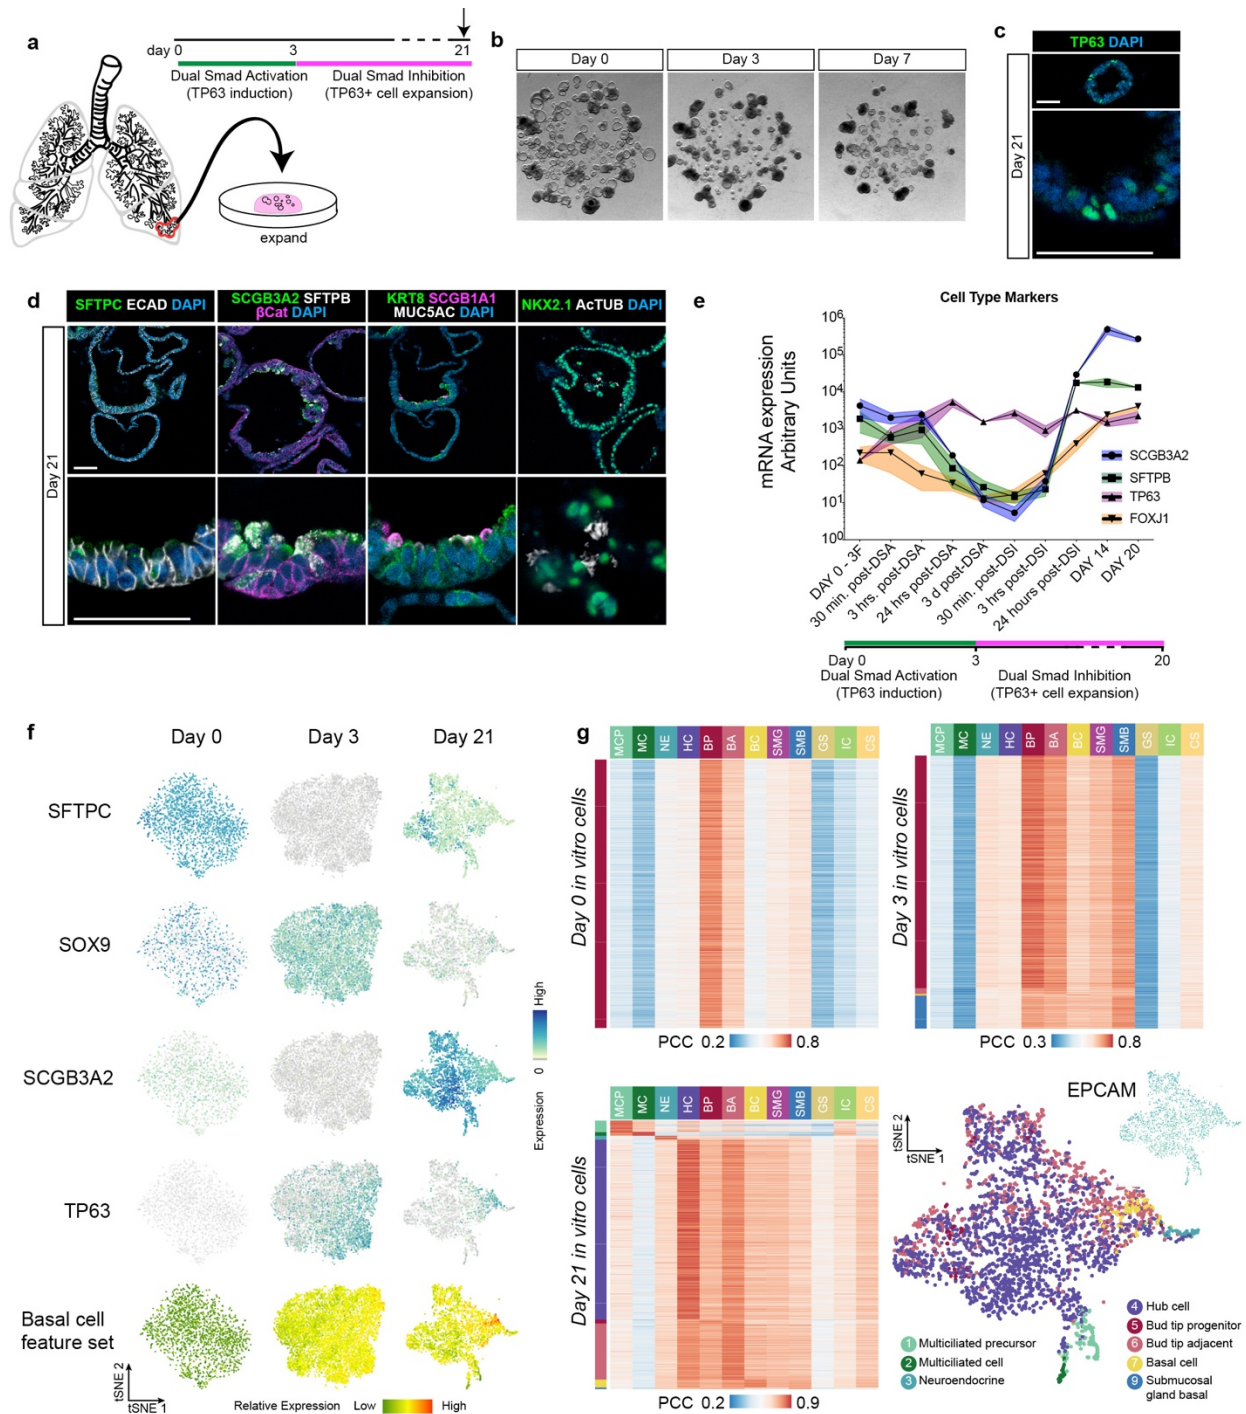 a
day 0
3
21
Dual Smad Activation
(TP63 induction)
Dual Smad Inhibition
(TP63+ cell expansion)
expand
b
Day 0
Day 3
Day 7
c
TP63 DAPI
Day 21
d
SFTPC ECAD DAPI
SCGB3A2 SFTPB
βCat DAPI
KRT8 SCGB1A1
MUC5AC DAPI
NKX2.1 AcTUB DAPI
Day 21
e
Cell Type Markers
mRNA expression
Arbitrary Units
10⁶
10⁵
10⁴
10³
10²
10¹
10⁰
SCGB3A2
SFTPB
TP63
FOXJ1
DAY 0 - 3F
30 min. post-DSA
3 hrs. post-DSA
24 hrs post-DSA
3 d post-DSA
30 min. post-DSI
3 hrs post-DSI
24 hours post-DSI
DAY 14
DAY 20
Day 0
3
20
Dual Smad Activation
(TP63 induction)
Dual Smad Inhibition
(TP63+ cell expansion)
f
Day 0
Day 3
Day 21
SFTPC
SOX9
SCGB3A2
TP63
Basal cell
feature set
Expression
0
High
tSNE 2
tSNE 1
Relative Expression Low
High
g
MCP MC NE HC BP BA BC SMG SMB GS IC CS
Day 0 in vitro cells
PCC 0.2
0.8
MCP MC NE HC BP BA BC SMG SMB GS IC CS
Day 3 in vitro cells
PCC 0.3
0.8
MCP MC NE HC BP BA BC SMG SMB GS IC CS
Day 21 in vitro cells
PCC 0.2
0.9
EPCAM
tSNE 2
tSNE 1
1 Multiciliated precursor
2 Multiciliated cell
3 Neuroendocrine
4 Hub cell
5 Bud tip progenitor
6 Bud tip adjacent
7 Basal cell
9 Submucosal
gland basal